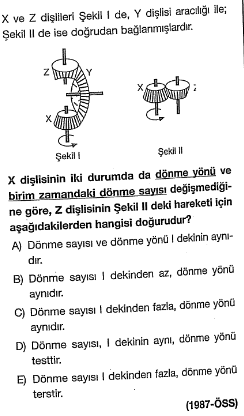 X ve Z dişlileri Şekil I de, Y dişlisi aracılığı ile;
Şekil II de ise doğrudan bağlanmışlardır.
Z
Y
X
X
z
Şekil I
Şekil II
X dişlisinin iki durumda da dönme yönü ve
birim zamandaki dönme sayısı değişmediği-
ne göre, Z dişlisinin Şekil II deki hareketi için
aşağıdakilerden hangisi doğurudur?
A) Dönme sayısı ve dönme yönü I dekinin aynı-
dır.
B) Dönme sayısı I dekinden az, dönme yönü
aynıdır.
C) Dönme sayısı I dekinden fazla, dönme yönü
aynıdır.
D) Dönme sayısı, I dekinin aynı, dönme yönü
testtir.
E) Dönme sayısı I dekinden fazla, dönme yönü
terstir.
(1987-ÖSS)